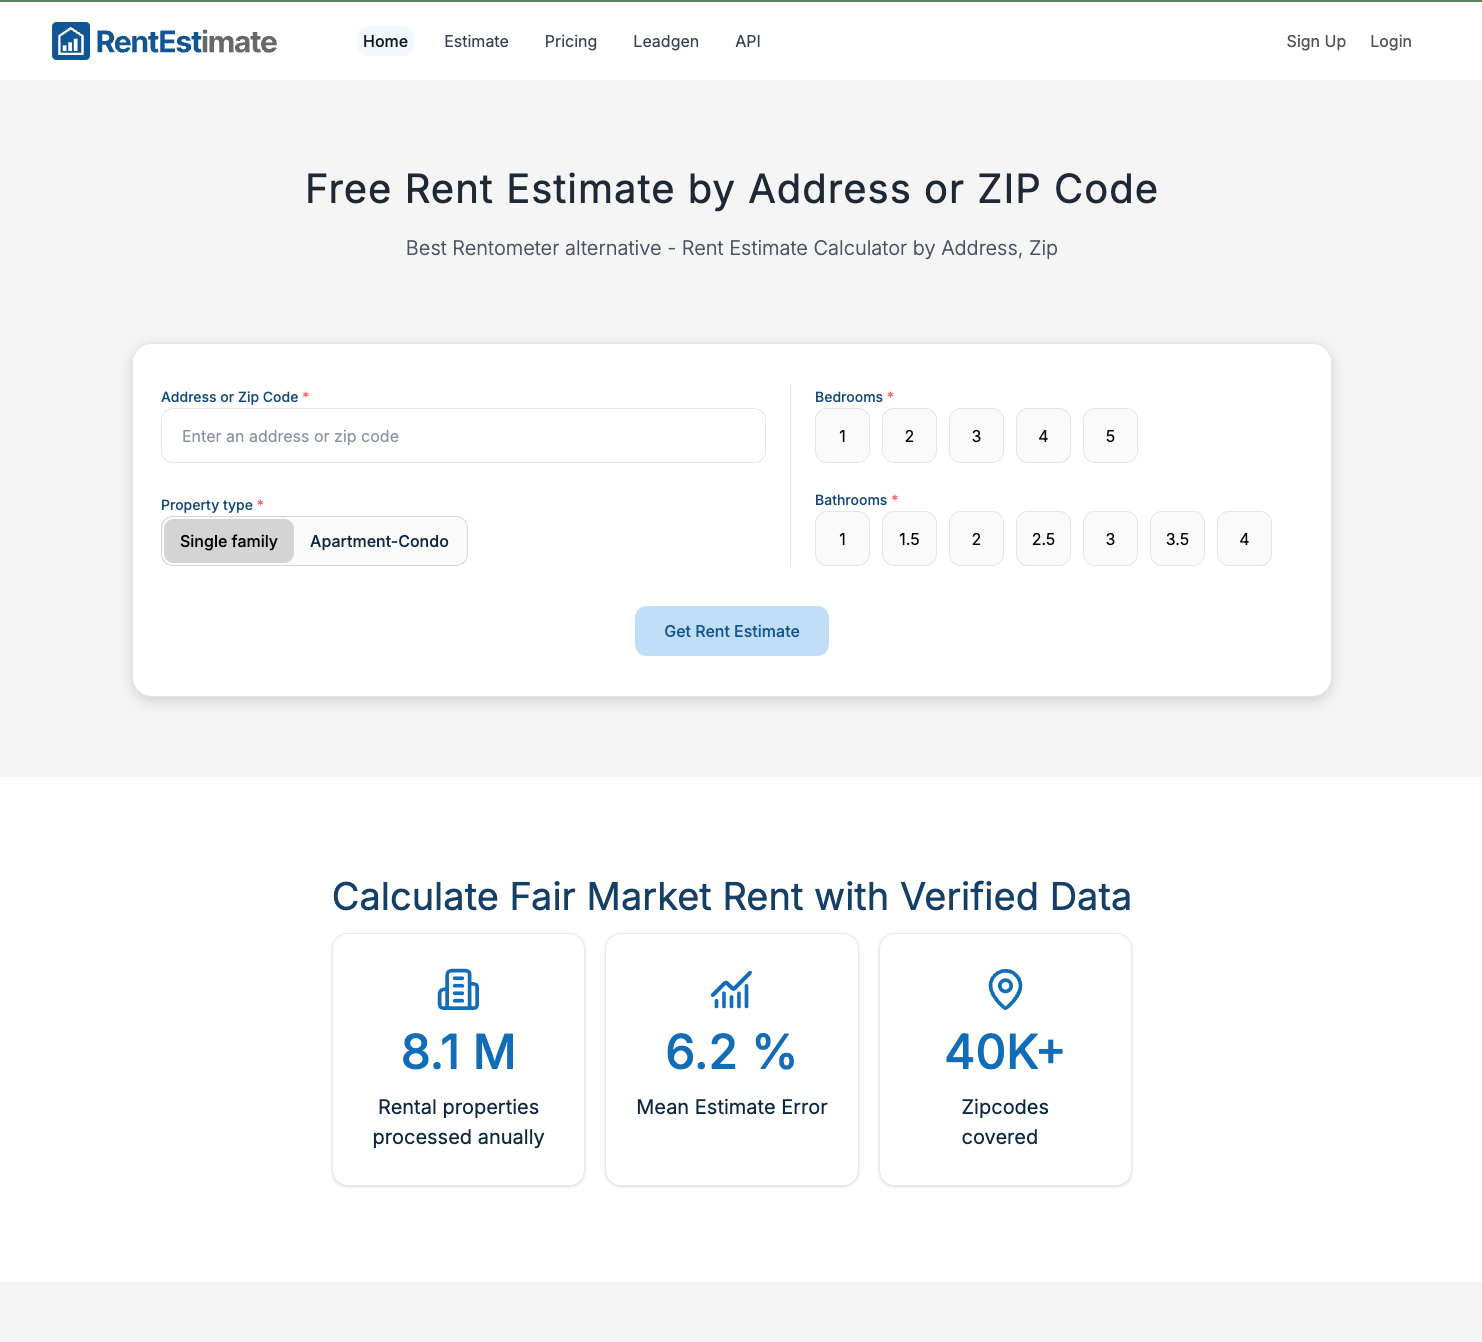 RentEstimate
Home Estimate Pricing Leadgen API Sign Up Login
Free Rent Estimate by Address or ZIP Code
Best Rentometer alternative - Rent Estimate Calculator by Address, Zip
Address or Zip Code *
Enter an address or zip code
Property type *
Single family Apartment-Condo
Bedrooms *
1 2 3 4 5
Bathrooms *
1 1.5 2 2.5 3 3.5 4
Get Rent Estimate
Calculate Fair Market Rent with Verified Data
8.1 M
Rental properties
processed anually
6.2 %
Mean Estimate Error
40K+
Zipcodes
covered